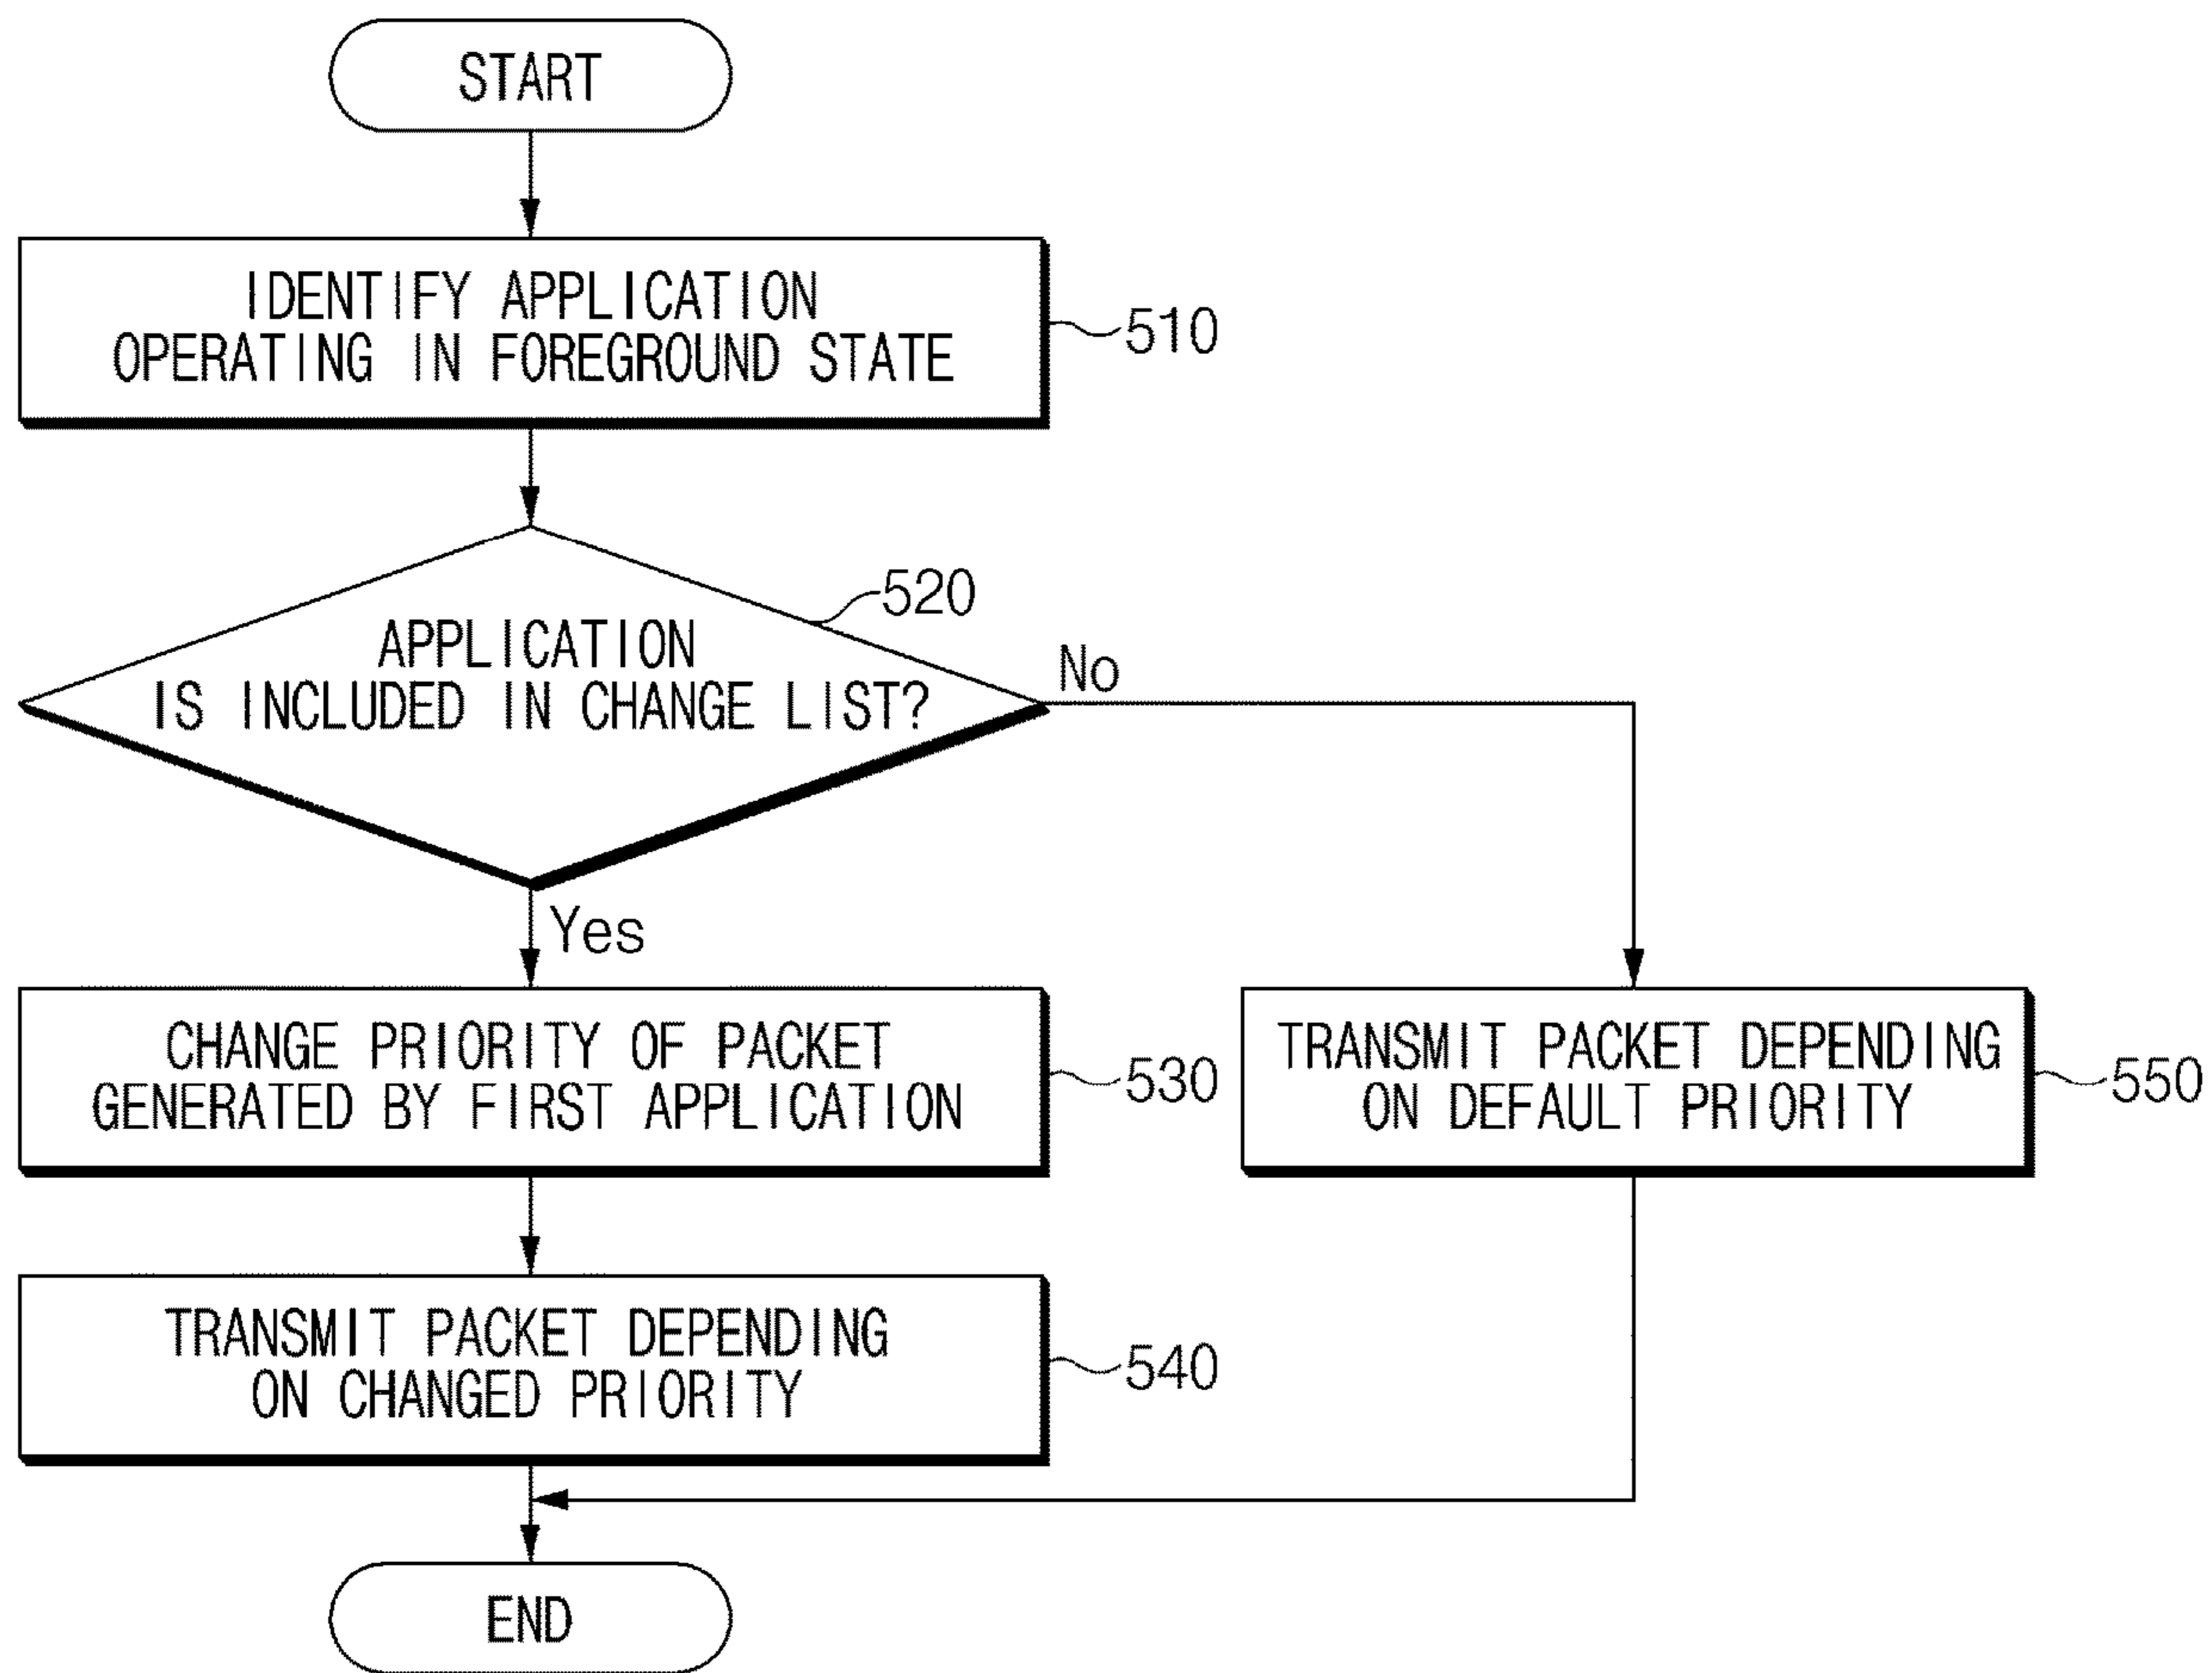 START
IDENTIFY APPLICATION
OPERATING IN FOREGROUND STATE
510
520
APPLICATION
IS INCLUDED IN CHANGE LIST?
No
Yes
CHANGE PRIORITY OF PACKET
GENERATED BY FIRST APPLICATION
530
TRANSMIT PACKET DEPENDING
ON DEFAULT PRIORITY
550
TRANSMIT PACKET DEPENDING
ON CHANGED PRIORITY
540
END